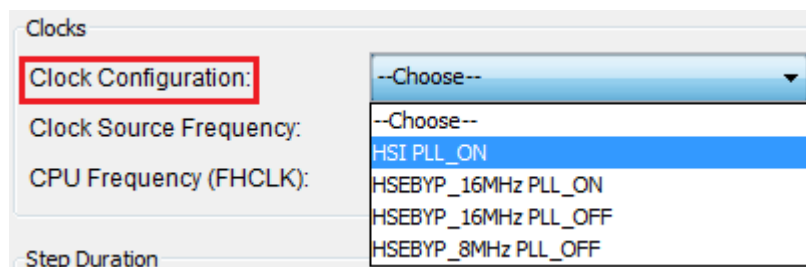 Clocks
Clock Configuration: --Choose--
--Choose--
Clock Source Frequency:
HSI PLL_ON
CPU Frequency (FHCLK):
HSEBYP_16MHz PLL_ON
HSEBYP_16MHz PLL_OFF
HSEBYP_8MHz PLL_OFF
Step Duration